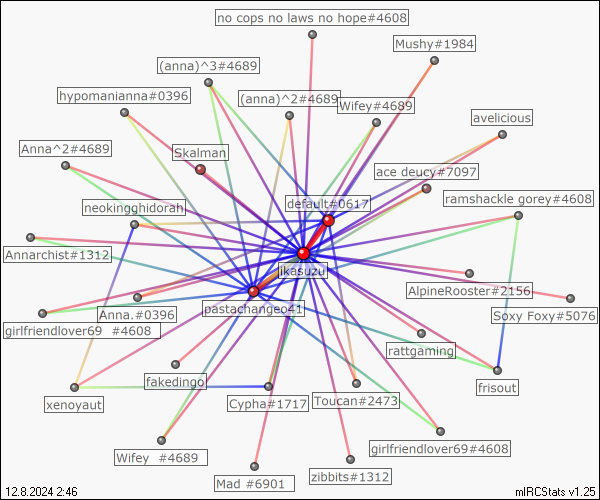 no cops no laws no hope#4608
Mushy#1984
(anna)^3#4689
hypomanianna#0396
(anna)^2#4689
Wifey#4689
avelicious
Anna^2#4689
Skalman
ace deucy#7097
default#0617
ramshackle gorey#4608
neokingghidorah
Annarchist#1312
ikasuzu
AlpineRooster#2156
Anna.#0396
pastachangeo41
Soxy Foxy#5076
girlfriendlover69 #4608
rattgaming
fakedingo
frisout
xenoyaut
Cypha#1717
Toucan#2473
Wifey #4689
girlfriendlover69#4608
Mad #6901
zibbits#1312
12.8.2024 2:46
mIRCStats v1.25